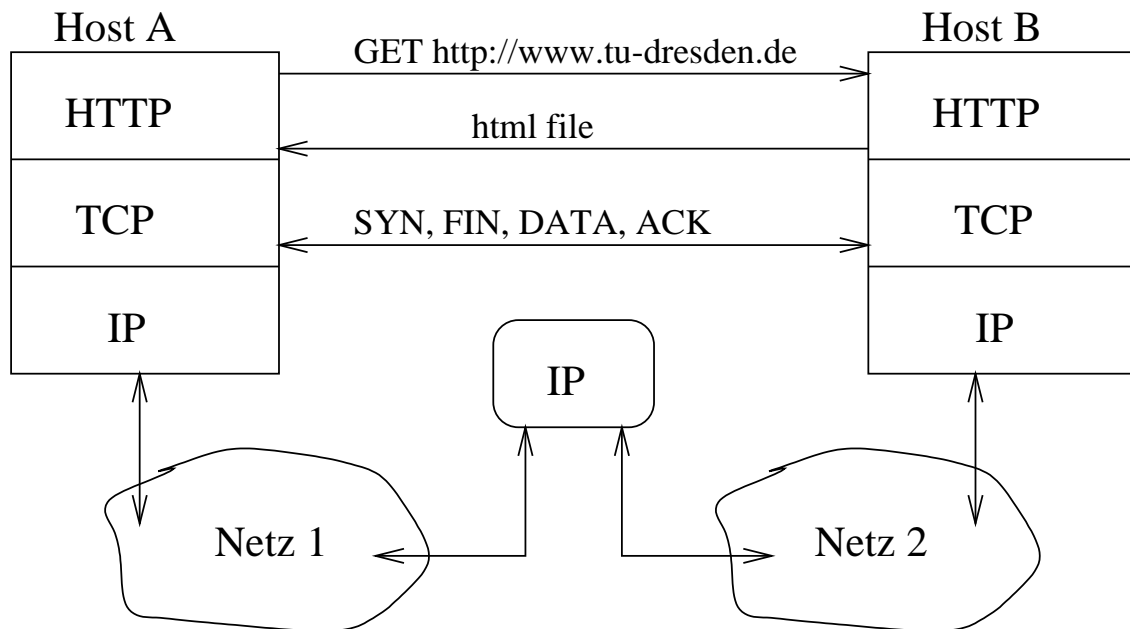 Host A
Host B
GET http://www.tu-dresden.de
HTTP
HTTP
html file
TCP
SYN, FIN, DATA, ACK
TCP
IP
IP
IP
Netz 1
Netz 2